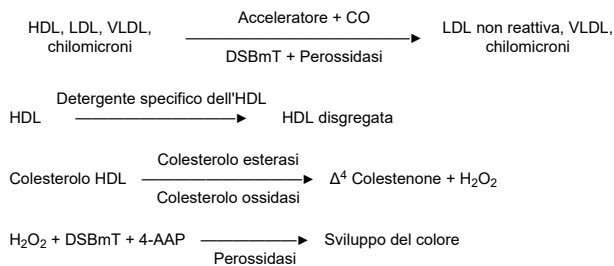 HDL, LDL, VLDL, chilomicroni
Acceleratore + CO
DSBmT + Perossidasi
LDL non reattiva, VLDL, chilomicroni
Detergente specifico dell'HDL
HDL
HDL disgregata
Colesterolo esterasi
Colesterolo HDL
Δ⁴ Colestenone + H₂O₂
Colesterolo ossidasi
H₂O₂ + DSBmT + 4-AAP
Sviluppo del colore
Perossidasi